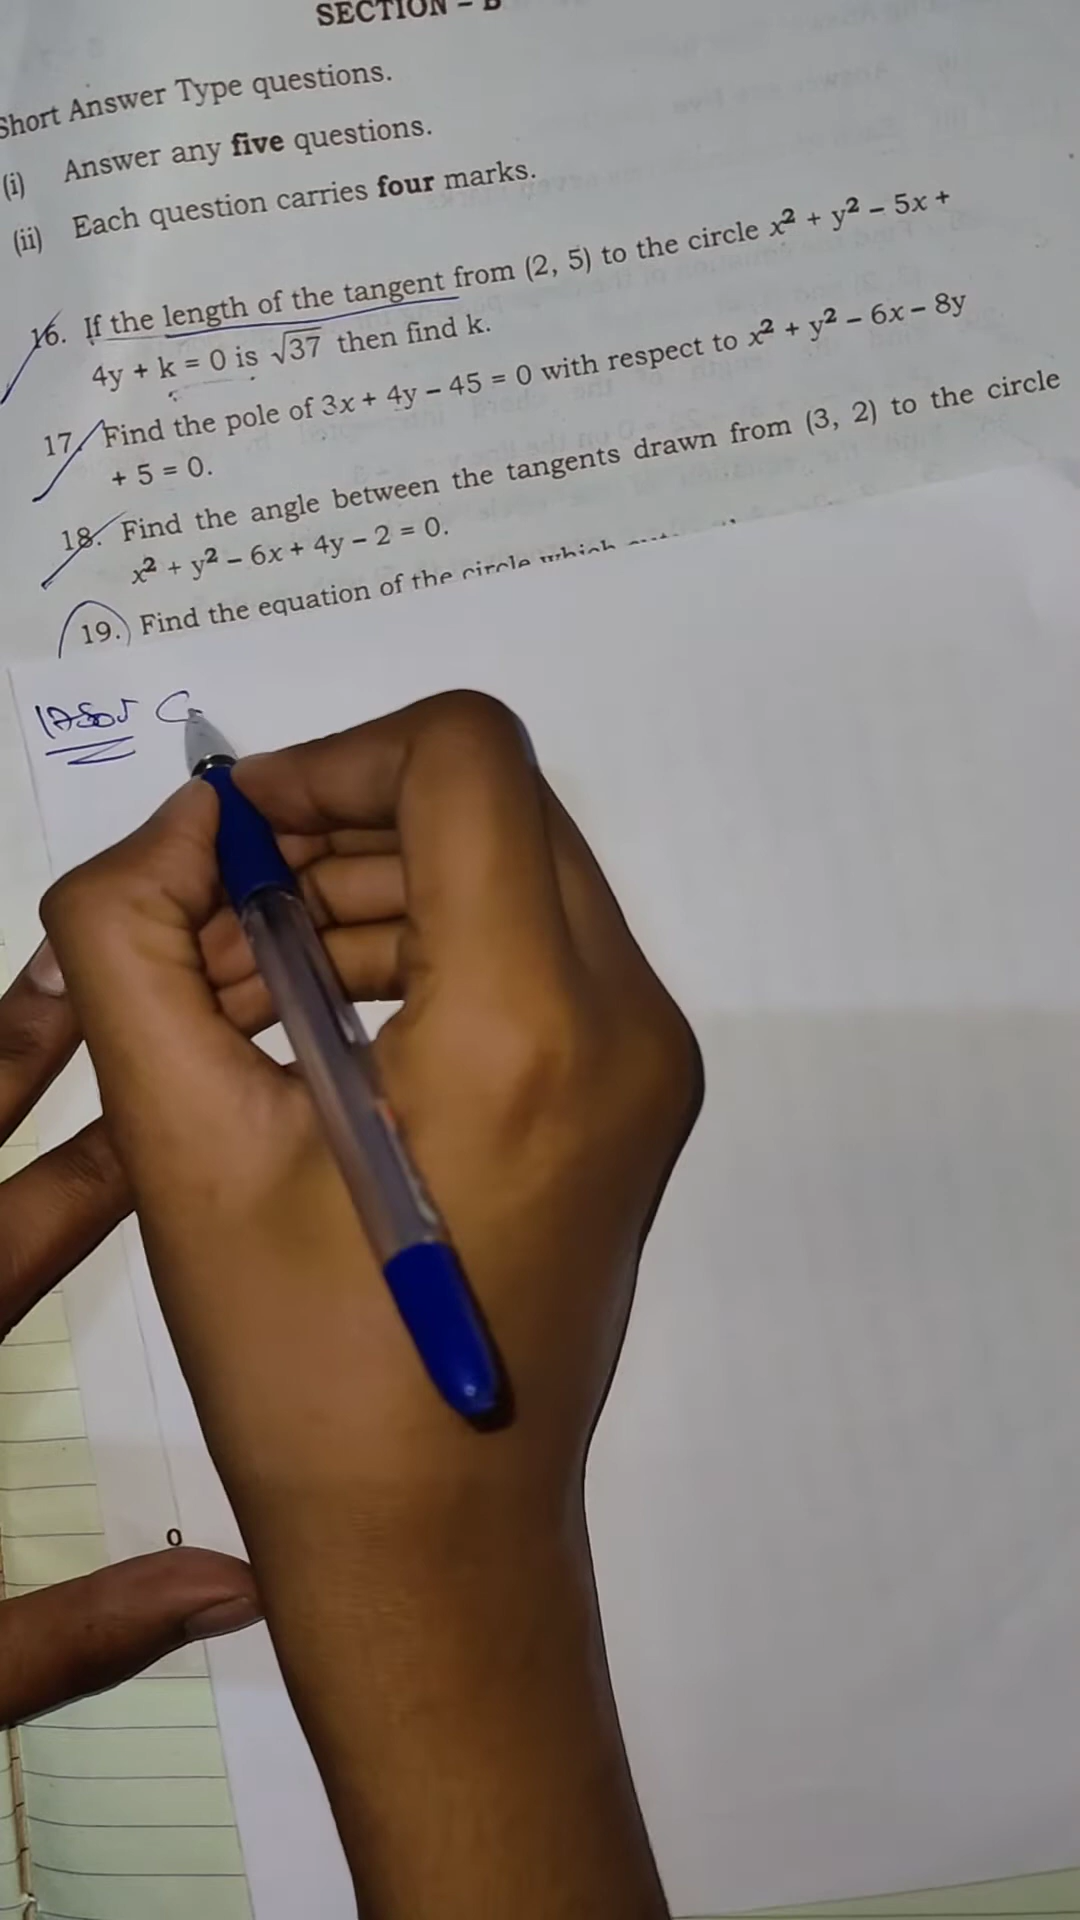 SECTION – B
Short Answer Type questions.
(i) Answer any five questions.
(ii) Each question carries four marks.
16. If the length of the tangent from (2, 5) to the circle x² + y² – 5x +
4y + k = 0 is √37 then find k.
17. Find the pole of 3x + 4y – 45 = 0 with respect to x² + y² – 6x – 8y
+ 5 = 0.
18. Find the angle between the tangents drawn from (3, 2) to the circle
x² + y² – 6x + 4y – 2 = 0.
19. Find the equation of the circle which